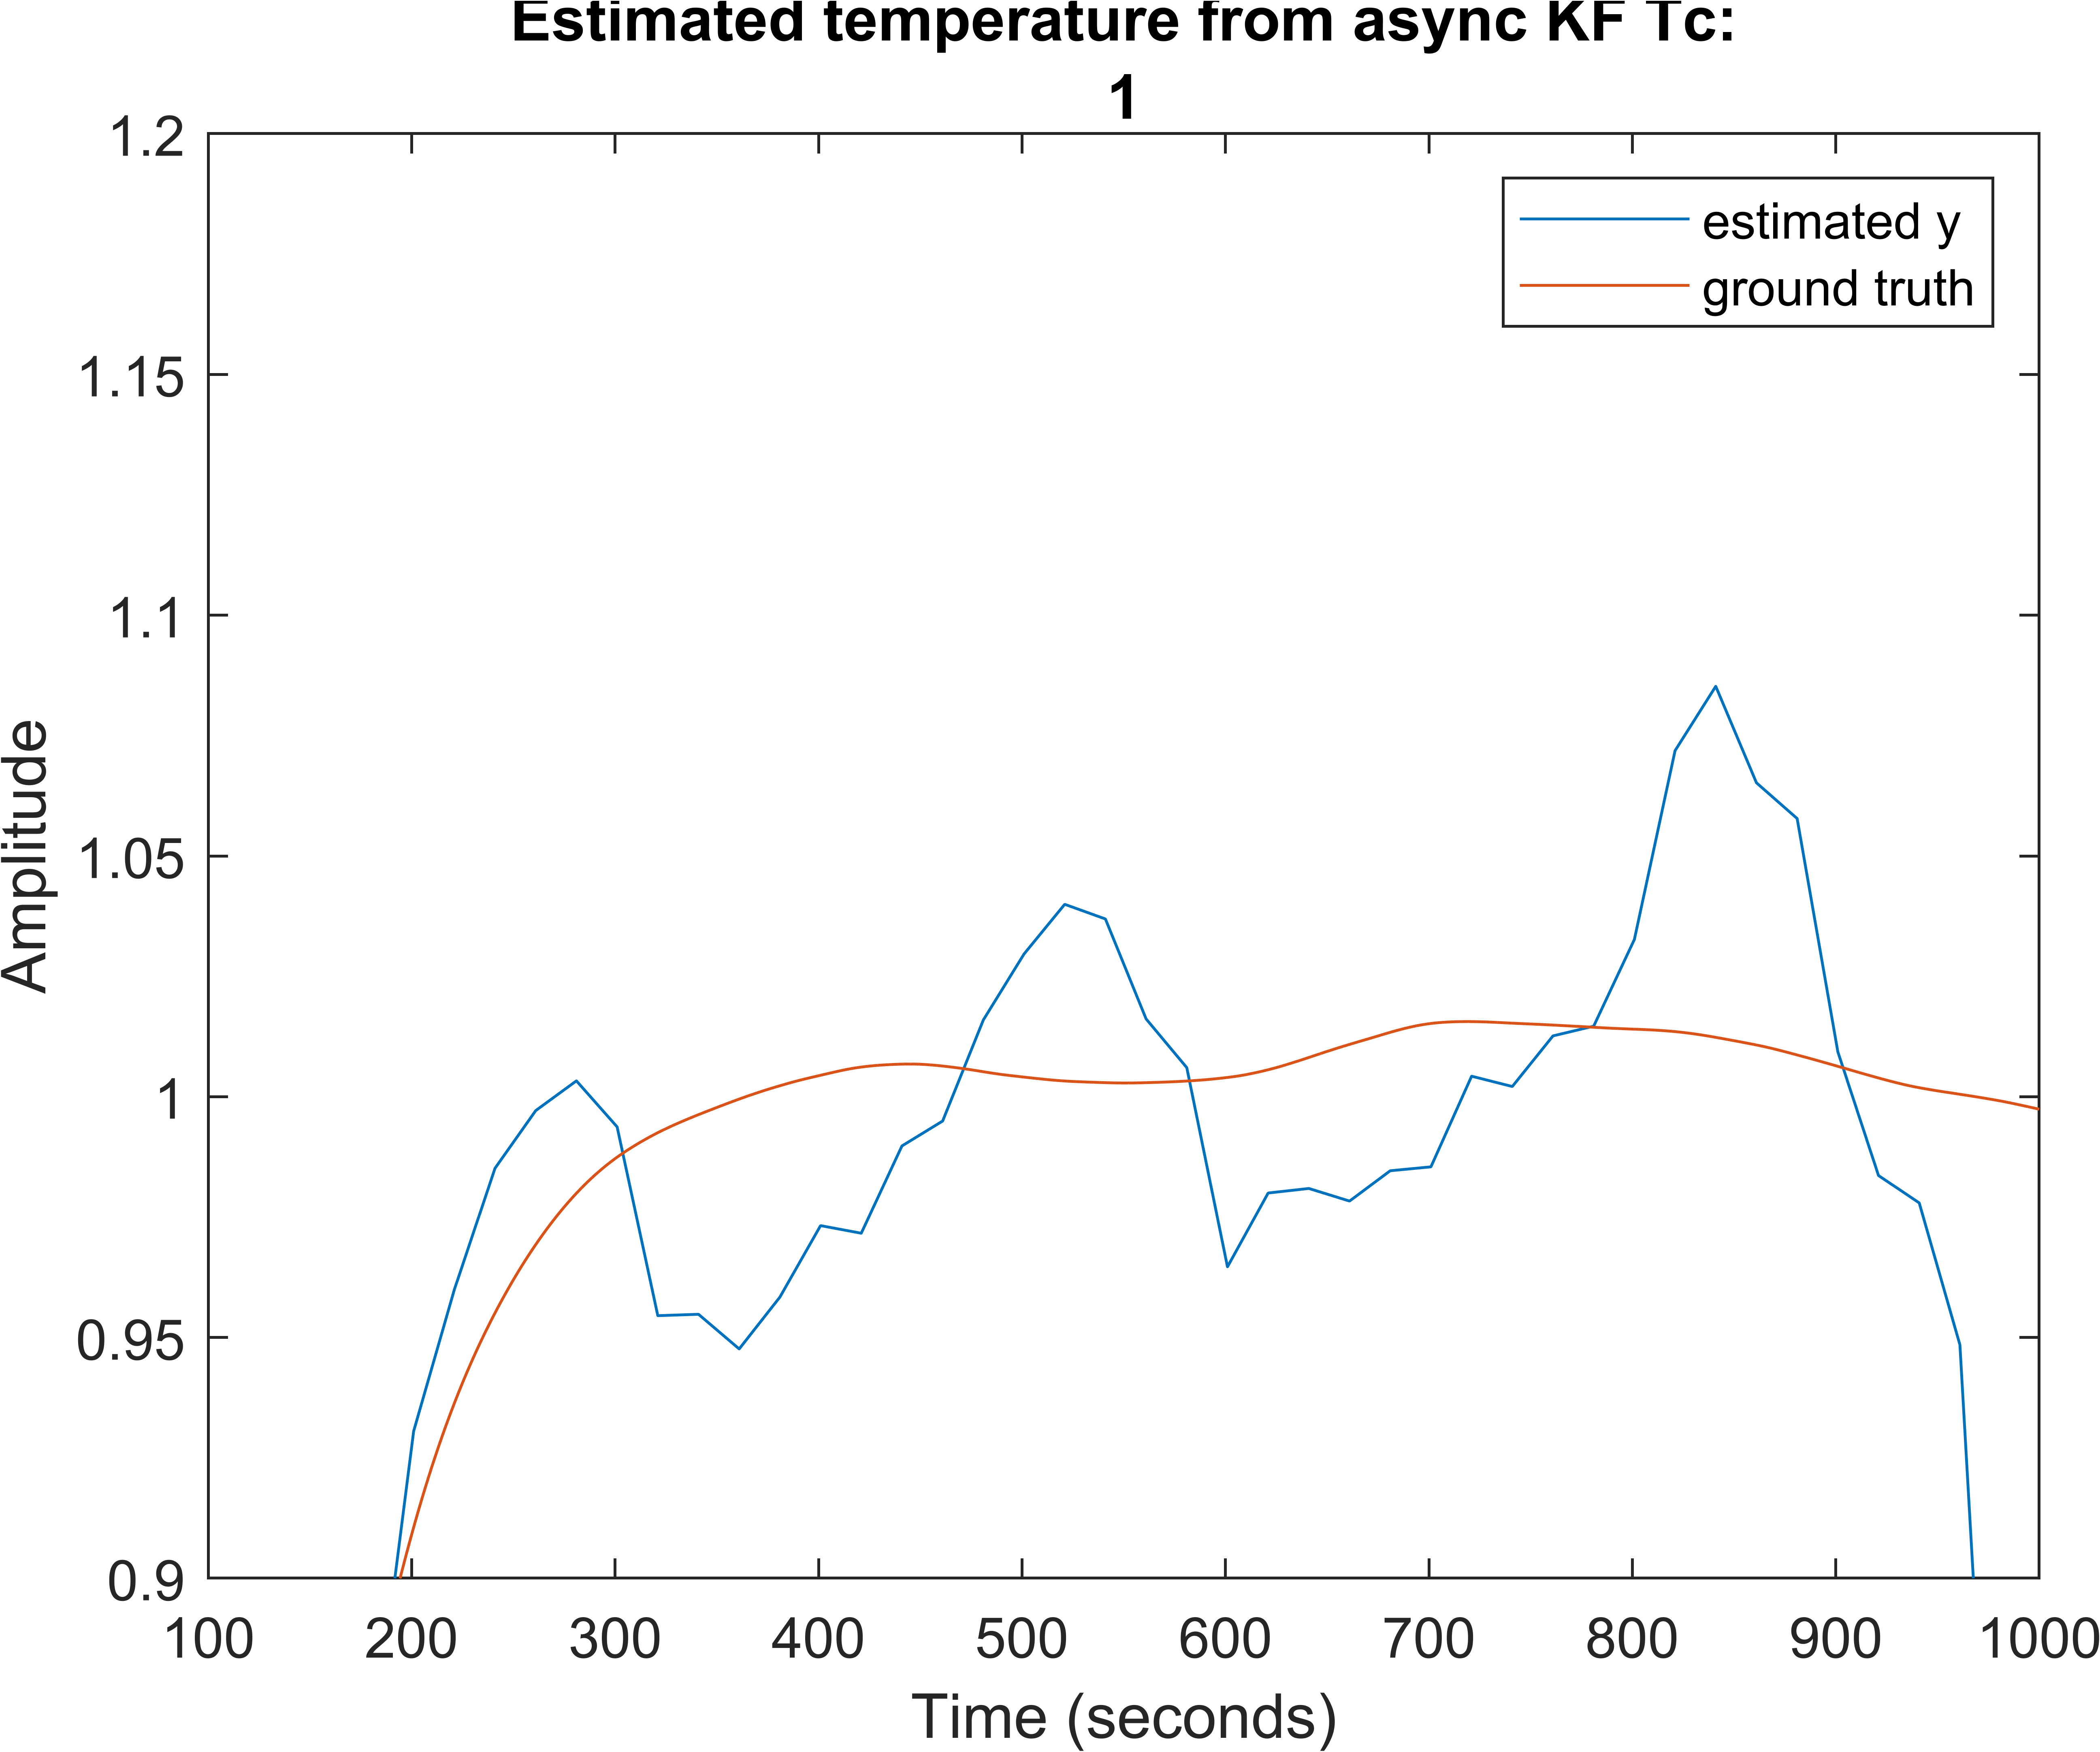 Estimated temperature from async KF Tc:
1
1.2
1.15
1.1
1.05
1
0.95
0.9
Amplitude
estimated y
ground truth
100 200 300 400 500 600 700 800 900 1000
Time (seconds)